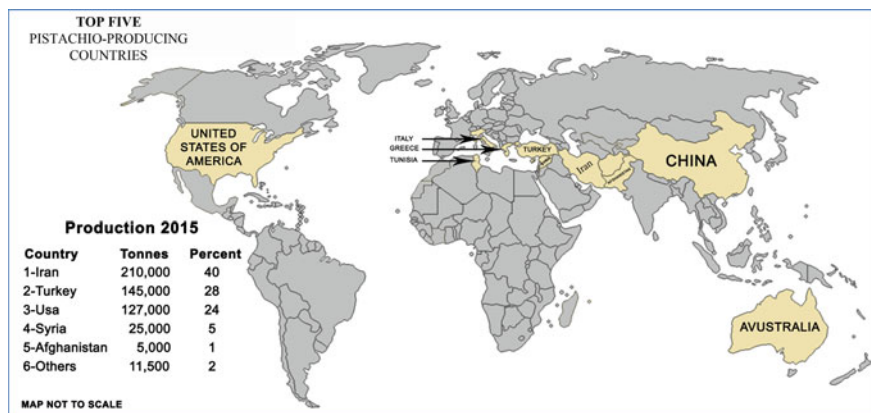 TOP FIVE
PISTACHIO-PRODUCING
COUNTRIES
UNITED
STATES OF
AMERICA
ITALY
GREECE
TUNISIA
TURKEY
Iran
CHINA
AVUSTRALIA
Production 2015
Country Tonnes Percent
1-Iran 210,000 40
2-Turkey 145,000 28
3-Usa 127,000 24
4-Syria 25,000 5
5-Afghanistan 5,000 1
6-Others 11,500 2
MAP NOT TO SCALE